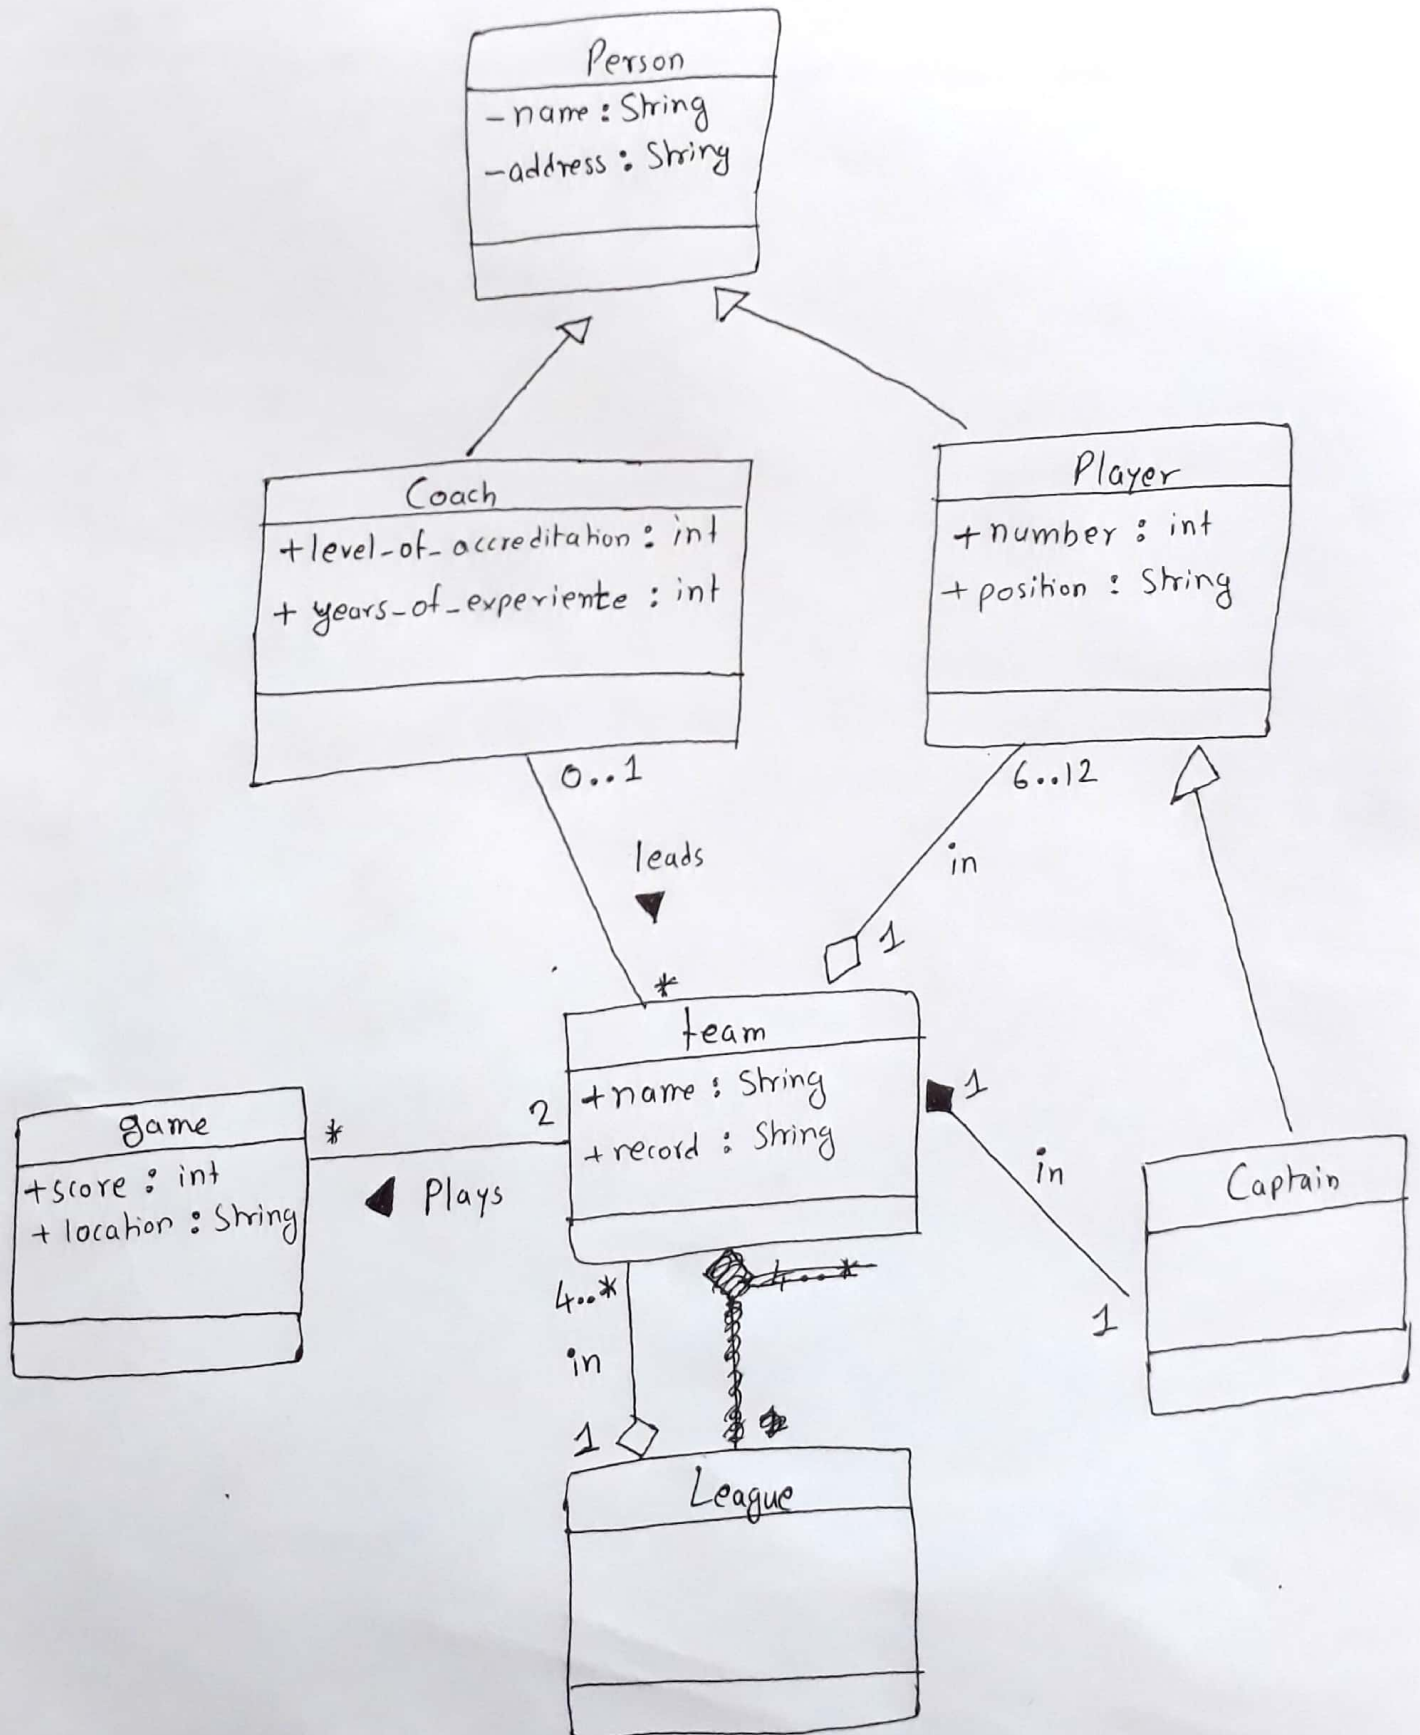 Person
- name : String
- address : String
Coach
+ level-of- accreditation : int
+ years-of-experiente : int
Player
+ number : int
+ position : String
0..1
6..12
leads
in
1
*
team
+ name : String
+ record : String
1
in
1
Captain
game
+ score : int
+ location : String
*
2
Plays
4..*
4...*
in
1
League